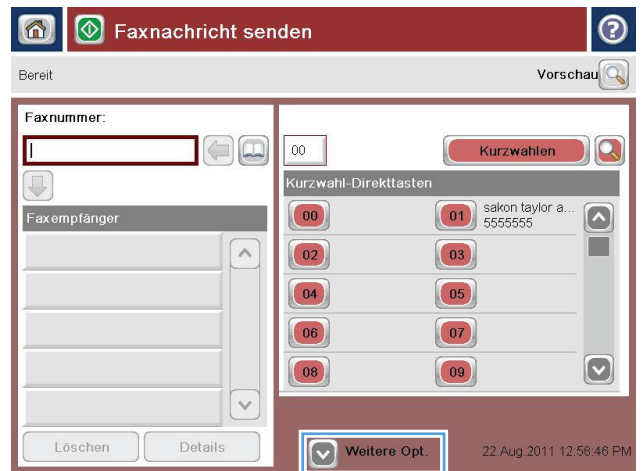 Faxnachricht senden
Bereit
Vorschau
Faxnummer:
00
Kurzwahlen
Kurzwahl-Direkttasten
Faxempfänger
00
01 sakon taylor a...
5555555
02
03
04
05
06
07
08
09
Löschen
Details
Weitere Opt.
22.Aug.2011 12:58:46 PM